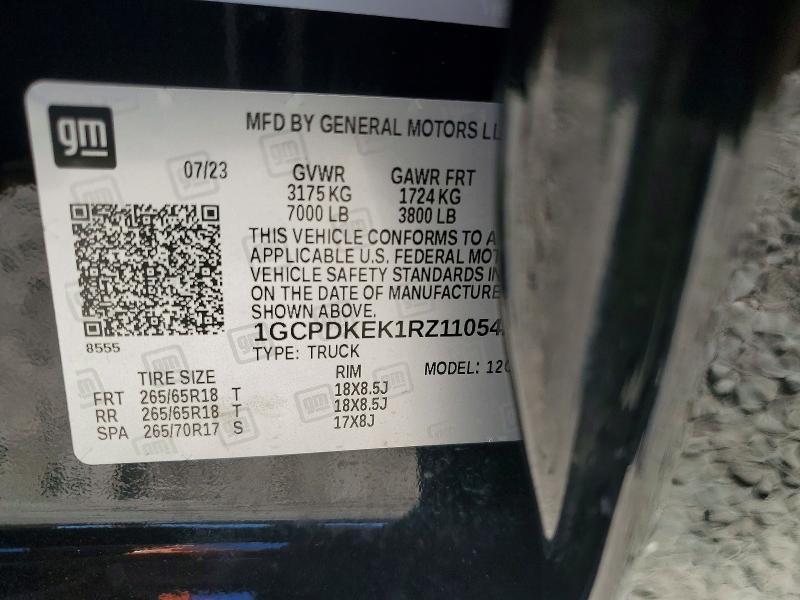 gm
MFD BY GENERAL MOTORS LL
07/23
GVWR GAWR FRT
3175 KG 1724 KG
7000 LB 3800 LB
THIS VEHICLE CONFORMS TO A
APPLICABLE U.S. FEDERAL MOT
VEHICLE SAFETY STANDARDS IN
ON THE DATE OF MANUFACTURE
SHOWN ABOVE.
1GCPDKEK1RZ11054
8555
TYPE: TRUCK
MODEL: 12
TIRE SIZE RIM
FRT 265/65R18 T 18X8.5J
RR 265/65R18 T 18X8.5J
SPA 265/70R17 S 17X8J